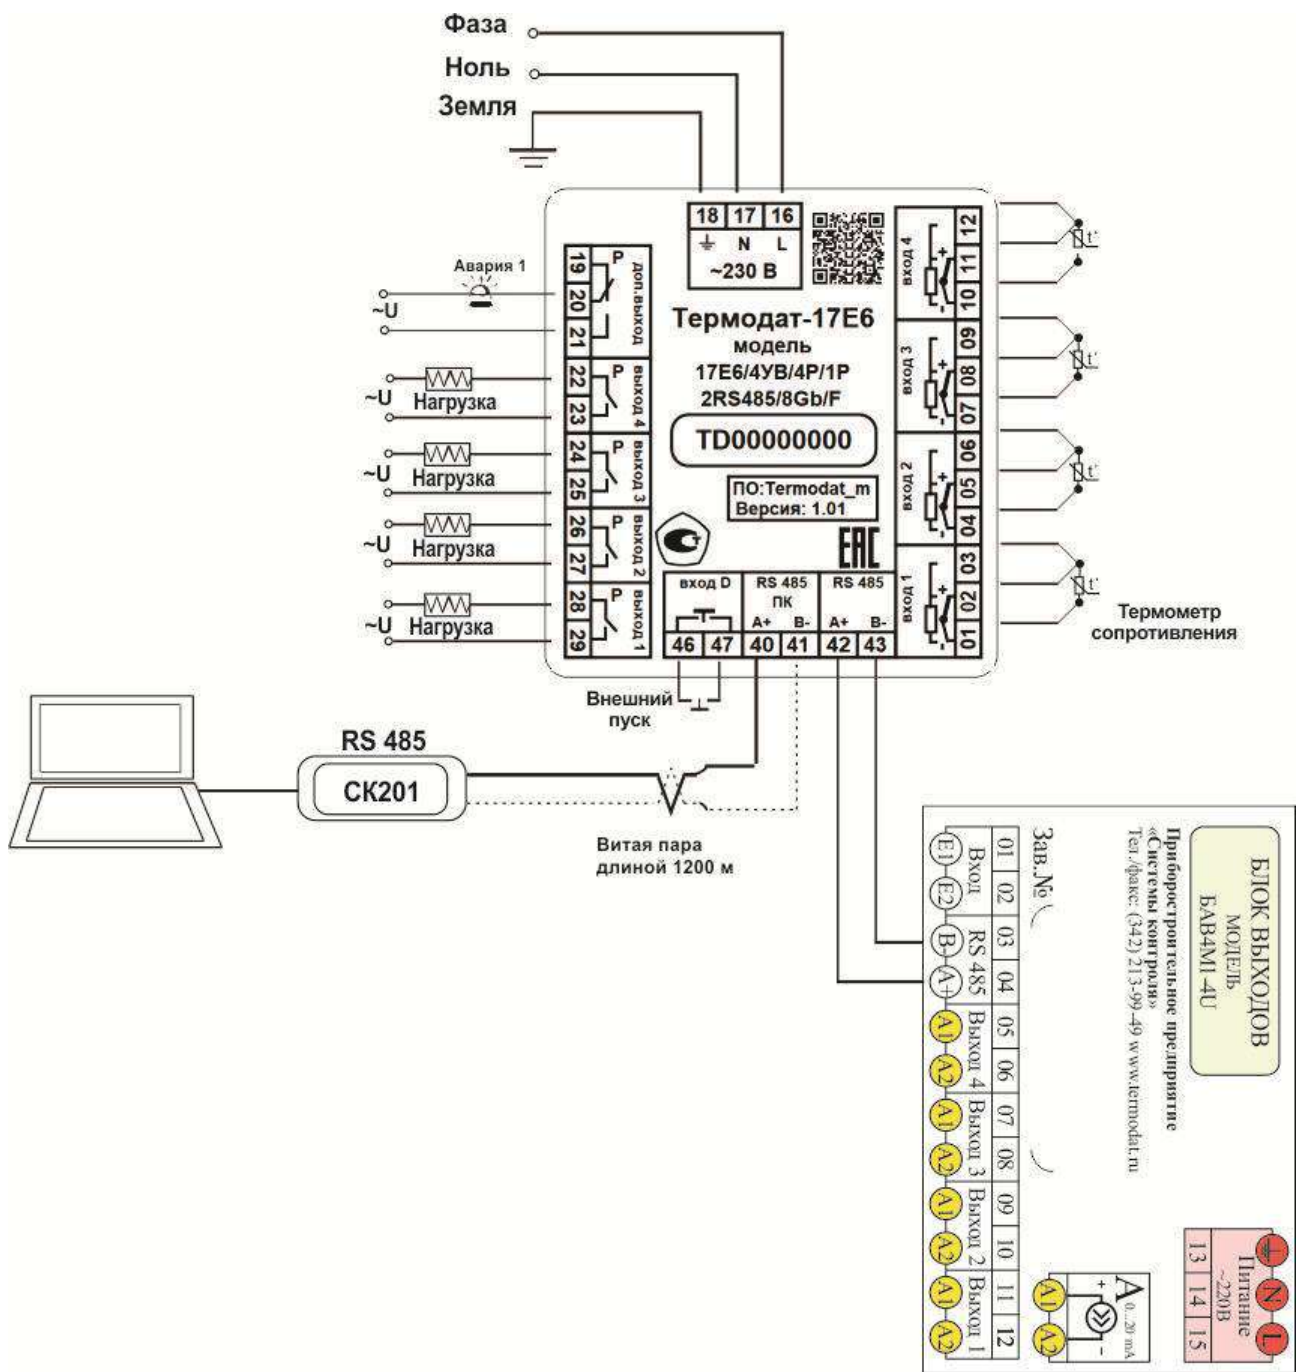 Фаза
Ноль
Земля
18 17 16
N L
~230 В
Термодат-17Е6
модель
17Е6/4УВ/4Р/1Р
2RS485/8Gb/F
TD00000000
ПО:Termodat_m
Версия: 1.01
EAC
Авария 1
~U
19
20
21
P
доп.выход
~U
Нагрузка
22
23
P
выход 4
~U
Нагрузка
24
25
P
выход 3
~U
Нагрузка
26
27
P
выход 2
~U
Нагрузка
28
29
P
выход 1
вход 4
+
-
12
11
10
t°
вход 3
+
-
09
08
07
t°
вход 2
+
-
06
05
04
t°
вход 1
+
-
03
02
01
t°
Термометр
сопротивления
вход D
RS 485
ПК
A+ B-
RS 485
A+ B-
46 47 40 41 42 43
Внешний
пуск
RS 485
СК201
Витая пара
длиной 1200 м
БЛОК ВЫХОДОВ
МОДЕЛЬ
БАВ4М1-4U
Приборостроительное предприятие
«Системы контроля»
Тел./факс: (342) 213-99-49 www.termodat.ru
Зав.№
01 02 03 04 05 06 07 08 09 10 11 12
Вход RS 485 Выход 4 Выход 3 Выход 2 Выход 1
E1 E2 B- A+ A1 A2 A1 A2 A1 A2 A1 A2
N L
Питание
~220В
13 14 15
A 0...20 mA
+ -
A1 A2